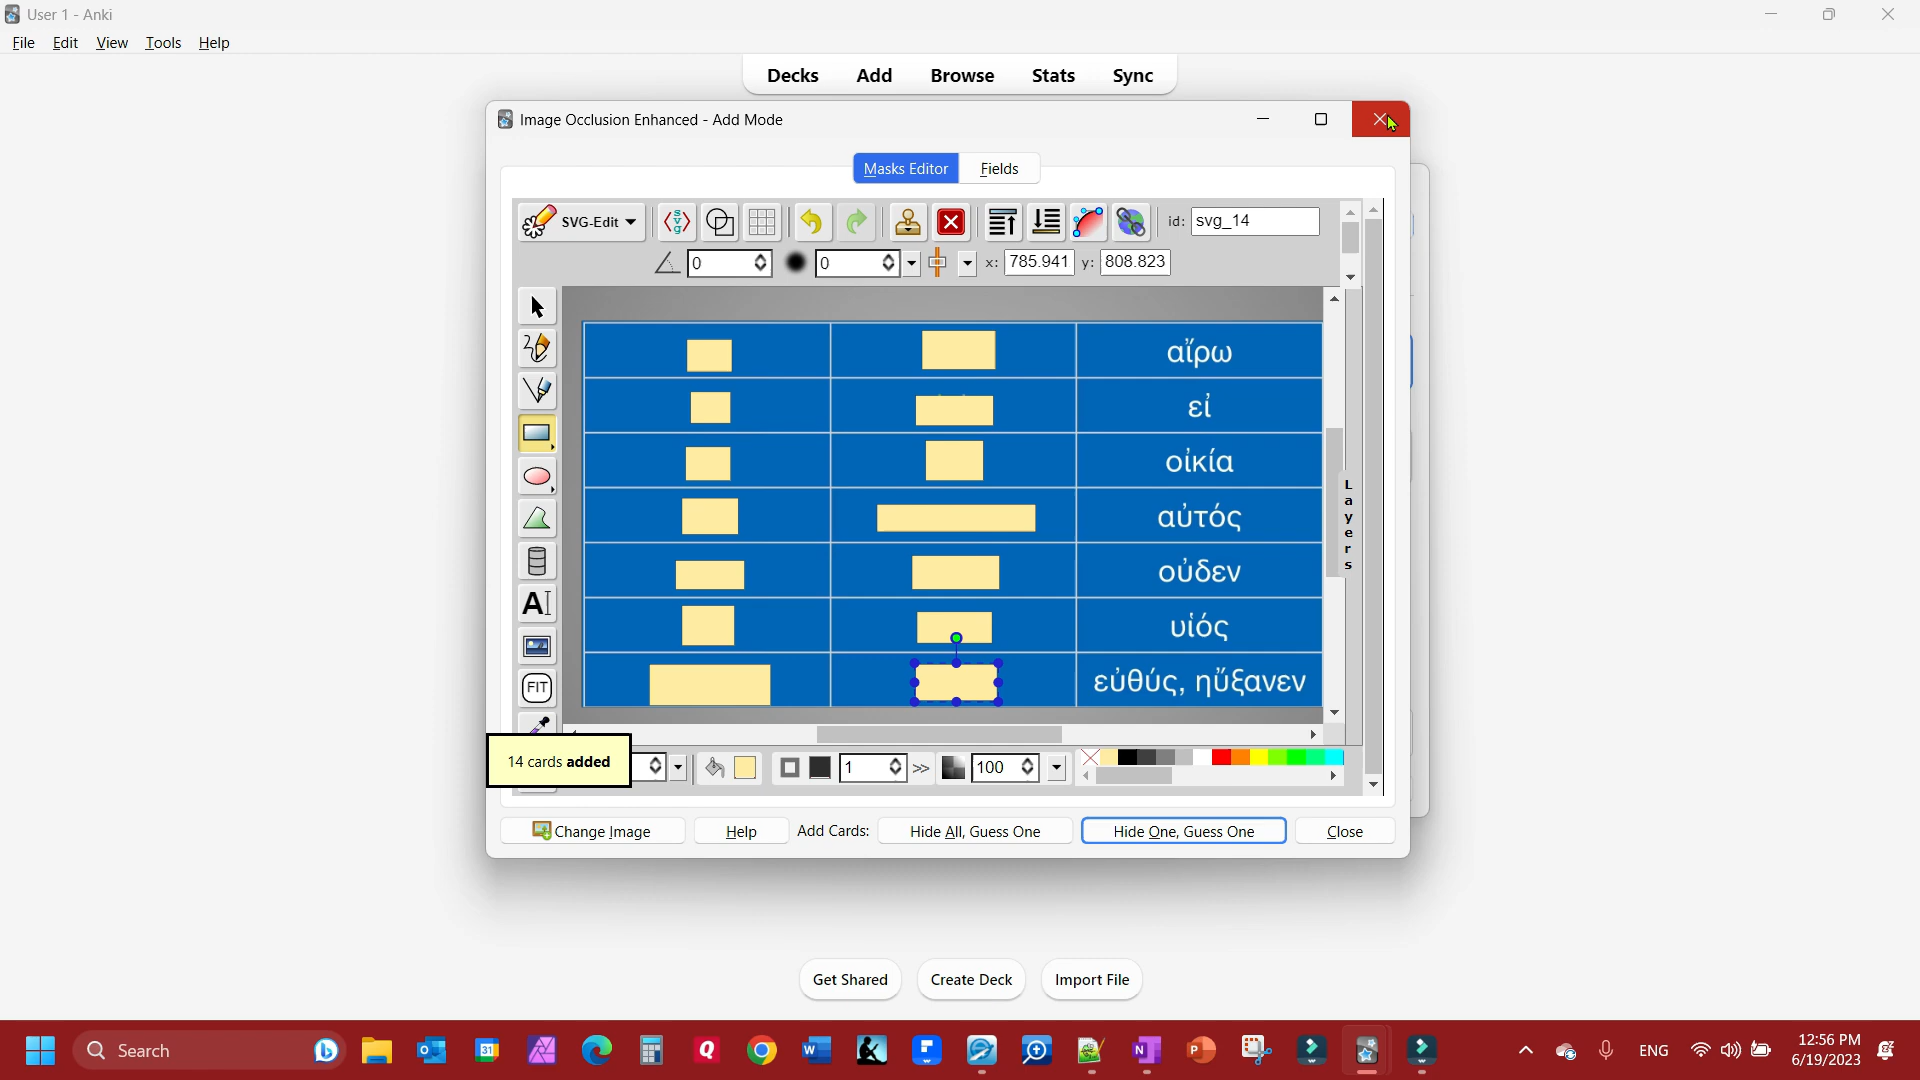 User 1 - Anki
File Edit View Tools Help
Decks Add Browse Stats Sync
Image Occlusion Enhanced - Add Mode
Masks Editor Fields
SVG-Edit id: svg_14
0 0 x: 785.941 y: 808.823
αἴρω
εἰ
οἰκία
αὐτός
οὐδεν
υἱός
εὐθύς, ηὔξανεν
Layers
A
FIT
14 cards added
1 >> 100
Change Image Help Add Cards: Hide All, Guess One Hide One, Guess One Close
Get Shared Create Deck Import File
Search
ENG
12:56 PM
6/19/2023